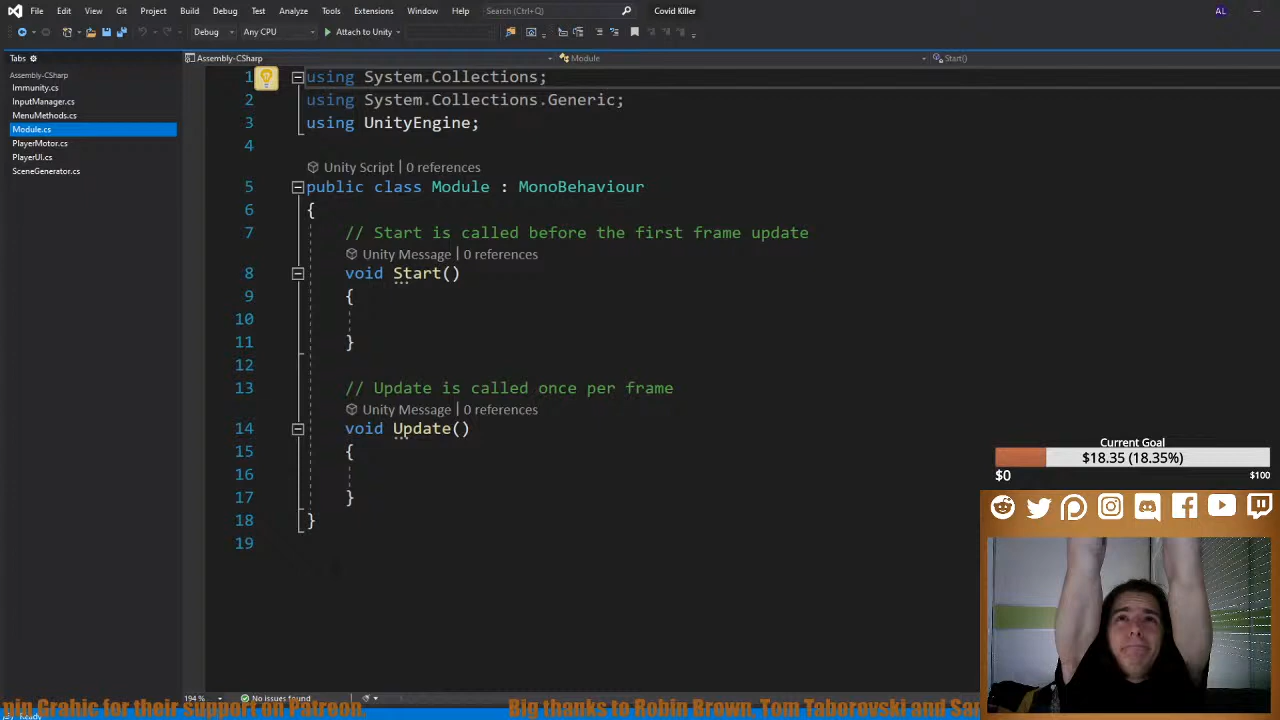 File Edit View Git Project Build Debug Test Analyze Tools Extensions Window Help Search (Ctrl+Q) Covid Killer AL
Debug Any CPU Attach to Unity
Tabs
Assembly-CSharp
Immunity.cs
InputManager.cs
MenuMethods.cs
Module.cs
PlayerMotor.cs
PlayerUI.cs
SceneGenerator.cs
Assembly-CSharp Module Start()
1 using System.Collections;
2 using System.Collections.Generic;
3 using UnityEngine;
4
Unity Script | 0 references
5 public class Module : MonoBehaviour
6 {
7 // Start is called before the first frame update
Unity Message | 0 references
8 void Start()
9 {
10
11 }
12
13 // Update is called once per frame
Unity Message | 0 references
14 void Update()
15 {
16
17 }
18 }
19
Current Goal
$18.35 (18.35%)
$0 $100
194 % No issues found
pin Grahic for their support on Patreon. Big thanks to Robin Brown, Tom Taborovski and San
Ready